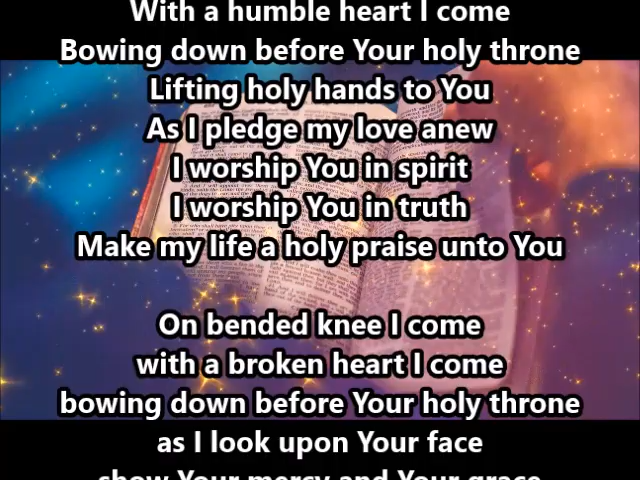 With a humble heart I come
Bowing down before Your holy throne
Lifting holy hands to You
As I pledge my love anew
I worship You in spirit
I worship You in truth
Make my life a holy praise unto You
On bended knee I come
with a broken heart I come
bowing down before Your holy throne
as I look upon Your face
show Your mercy and Your grace